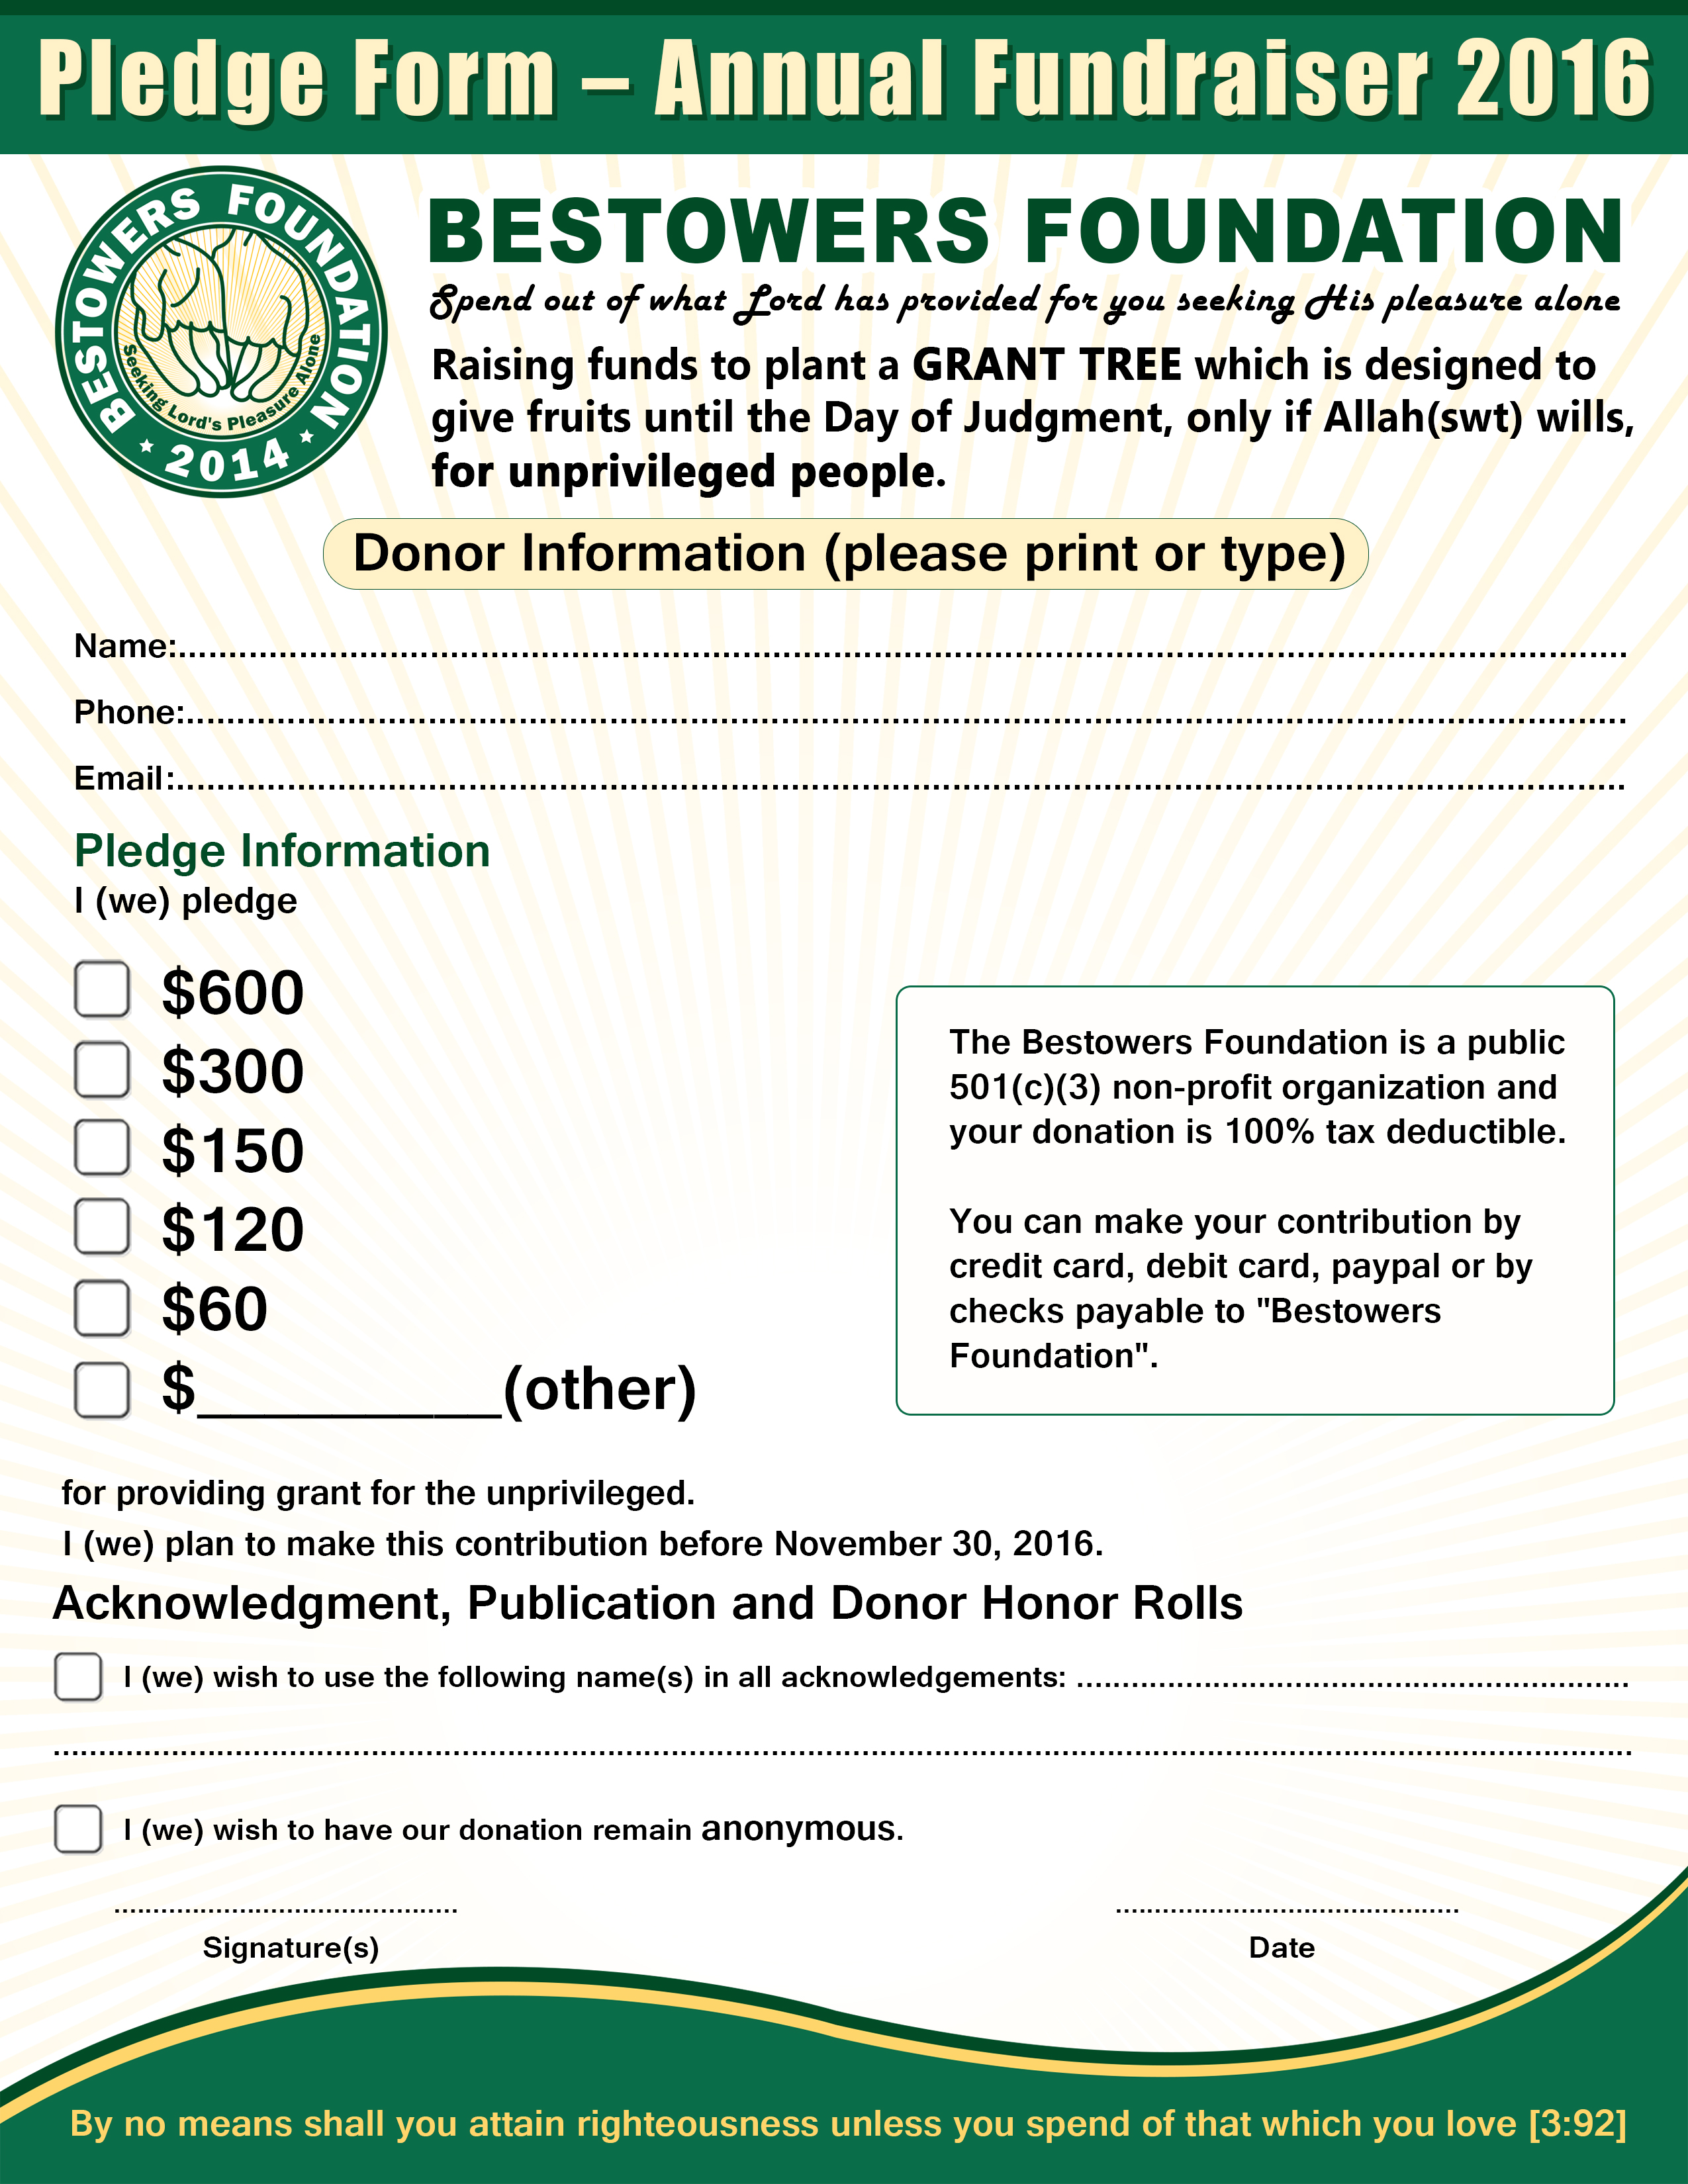 Pledge Form – Annual Fundraiser 2016
BESTOWERS FOUNDATION
Seeking Lord's Pleasure Alone
2014
BESTOWERS FOUNDATION
Spend out of what Lord has provided for you seeking His pleasure alone
Raising funds to plant a GRANT TREE which is designed to
give fruits until the Day of Judgment, only if Allah(swt) wills,
for unprivileged people.
Donor Information (please print or type)
Name:
Phone:
Email:
Pledge Information
I (we) pledge
$600
$300
$150
$120
$60
$__________(other)
The Bestowers Foundation is a public
501(c)(3) non-profit organization and
your donation is 100% tax deductible.
You can make your contribution by
credit card, debit card, paypal or by
checks payable to "Bestowers
Foundation".
for providing grant for the unprivileged.
I (we) plan to make this contribution before November 30, 2016.
Acknowledgment, Publication and Donor Honor Rolls
I (we) wish to use the following name(s) in all acknowledgements:
I (we) wish to have our donation remain anonymous.
Signature(s)
Date
By no means shall you attain righteousness unless you spend of that which you love [3:92]